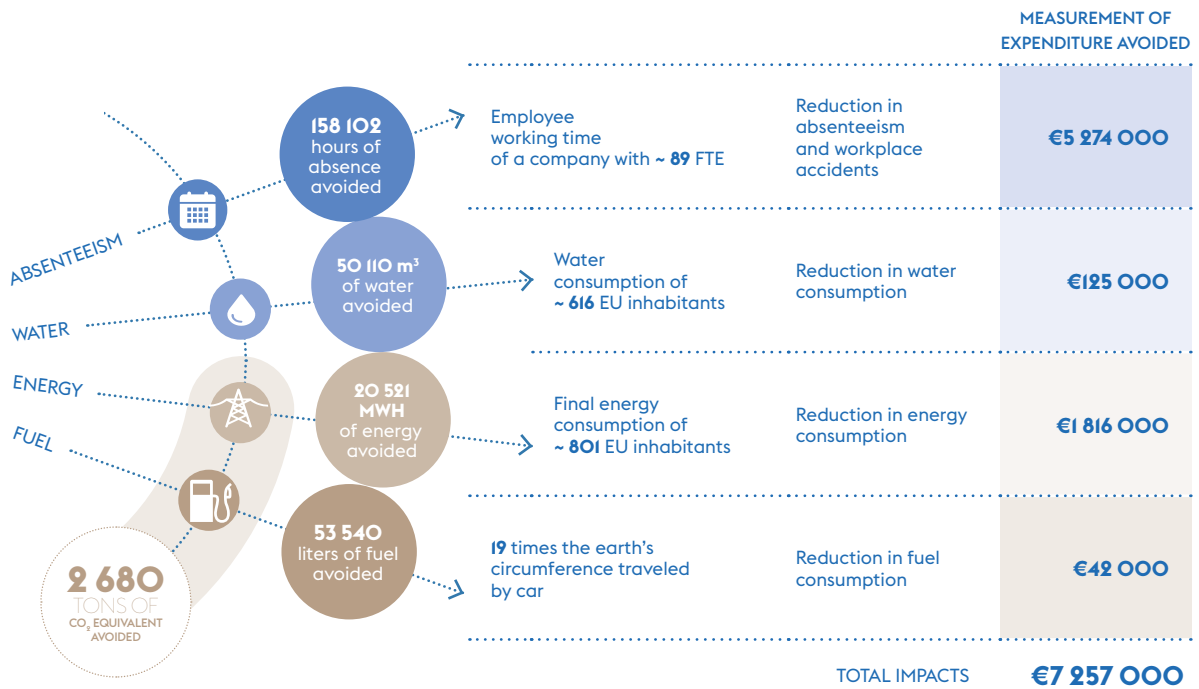 MEASUREMENT OF
EXPENDITURE AVOIDED
ABSENTEEISM
158 102
hours of
absence
avoided
Employee
working time
of a company with ~ 89 FTE
Reduction in
absenteeism
and workplace
accidents
€5 274 000
WATER
50 110 m³
of water
avoided
Water
consumption of
~ 616 EU inhabitants
Reduction in water
consumption
€125 000
ENERGY
20 521
MWH
of energy
avoided
Final energy
consumption of
~ 801 EU inhabitants
Reduction in energy
consumption
€1 816 000
FUEL
53 540
liters of fuel
avoided
19 times the earth's
circumference traveled
by car
Reduction in fuel
consumption
€42 000
2 680
TONS OF
CO₂ EQUIVALENT
AVOIDED
TOTAL IMPACTS
€7 257 000